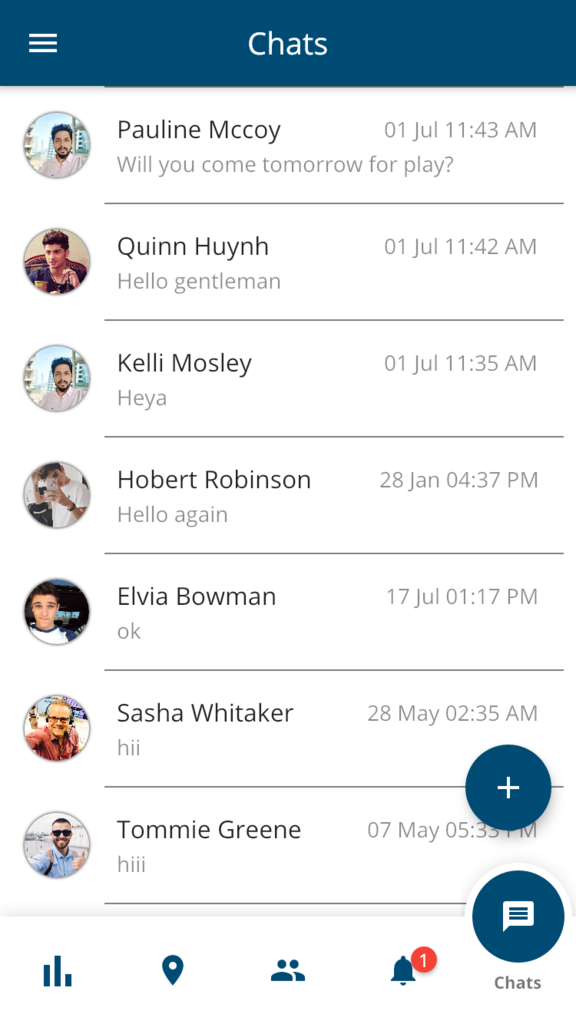 Chats
Pauline Mccoy 01 Jul 11:43 AM
Will you come tomorrow for play?
Quinn Huynh 01 Jul 11:42 AM
Hello gentleman
Kelli Mosley 01 Jul 11:35 AM
Heya
Hobert Robinson 28 Jan 04:37 PM
Hello again
Elvia Bowman 17 Jul 01:17 PM
ok
Sasha Whitaker 28 May 02:35 AM
hii
Tommie Greene 07 May 05:33 PM
hiii
1
Chats